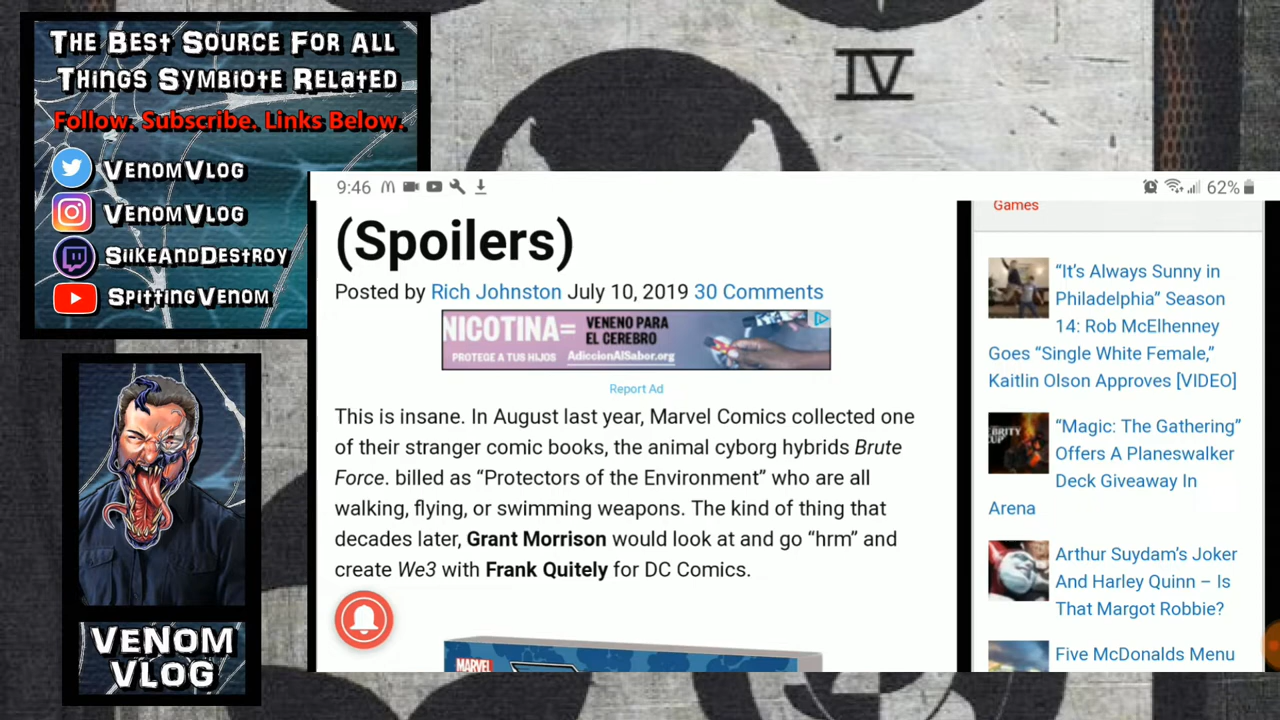 THE BEST SOURCE FOR ALL
THINGS SYMBIOTE RELATED
Follow. Subscribe. Links Below.
VENOMVLOG
VENOMVLOG
SIIKEANDDESTROY
SPITTINGVENOM
VENOM
VLOG
IV
9:46
62%
(Spoilers)
Posted by Rich Johnston July 10, 2019 30 Comments
NICOTINA=
VENENO PARA
EL CEREBRO
PROTEGE A TUS HIJOS
AdiccionAlSabor.org
Report Ad
This is insane. In August last year, Marvel Comics collected one
of their stranger comic books, the animal cyborg hybrids Brute
Force. billed as “Protectors of the Environment” who are all
walking, flying, or swimming weapons. The kind of thing that
decades later, Grant Morrison would look at and go “hrm” and
create We3 with Frank Quitely for DC Comics.
MARVEL
Games
“It’s Always Sunny in
Philadelphia” Season
14: Rob McElhenney
Goes “Single White Female,”
Kaitlin Olson Approves [VIDEO]
“Magic: The Gathering”
Offers A Planeswalker
Deck Giveaway In
Arena
Arthur Suydam’s Joker
And Harley Quinn – Is
That Margot Robbie?
Five McDonalds Menu